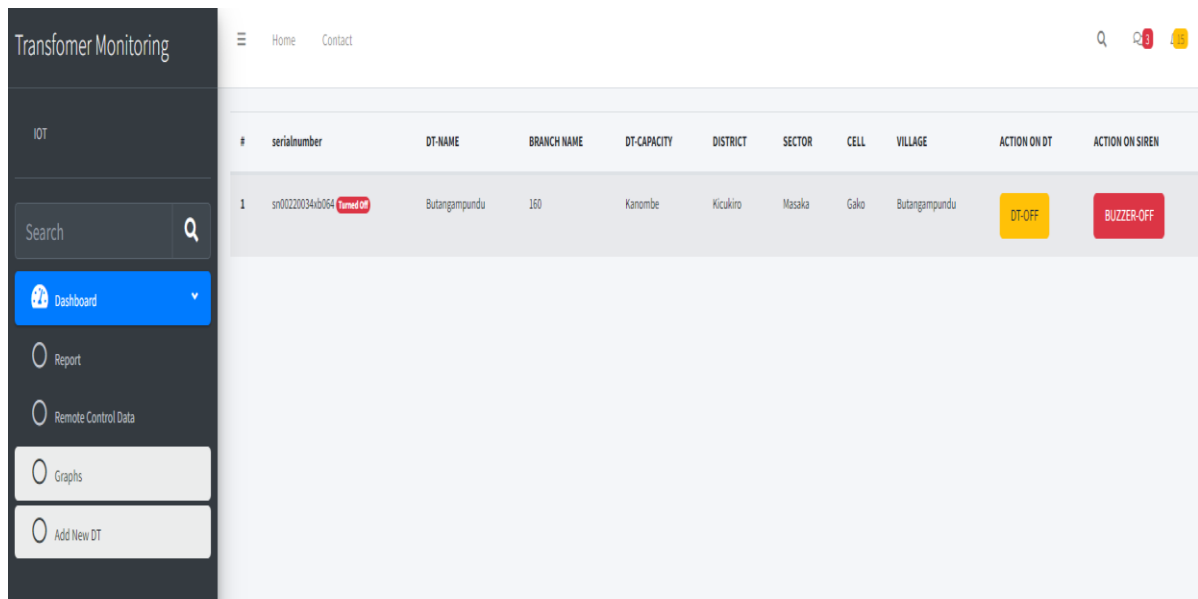 Transfomer Monitoring
Home Contact
3 15
IOT
Search
Dashboard
Report
Remote Control Data
Graphs
Add New DT
# serialnumber DT-NAME BRANCH NAME DT-CAPACITY DISTRICT SECTOR CELL VILLAGE ACTION ON DT ACTION ON SIREN
1 sn00220034xb064 Turned Off Butangampundu 160 Kanombe Kicukiro Masaka Gako Butangampundu DT-OFF BUZZER-OFF